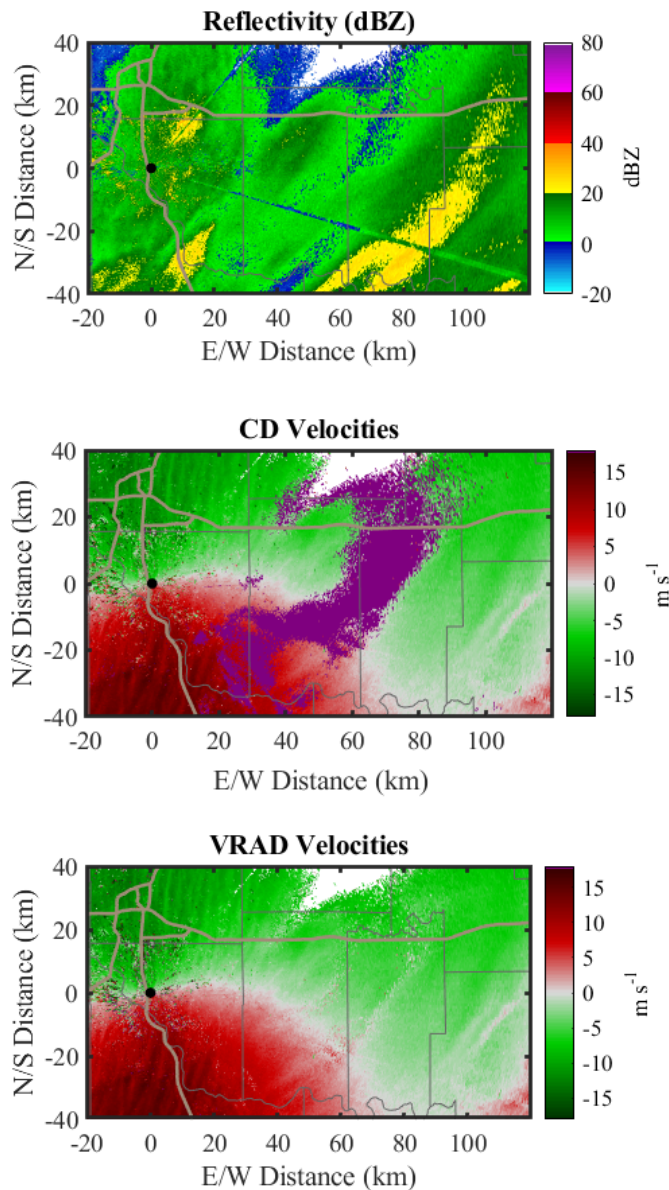 Reflectivity (dBZ)
40
20
0
-20
-40
-20 0 20 40 60 80 100
E/W Distance (km)
N/S Distance (km)
80
60
40
20
0
-20
dBZ
CD Velocities
40
20
0
-20
-40
-20 0 20 40 60 80 100
E/W Distance (km)
N/S Distance (km)
15
10
5
0
-5
-10
-15
m s⁻¹
VRAD Velocities
40
20
0
-20
-40
-20 0 20 40 60 80 100
E/W Distance (km)
N/S Distance (km)
15
10
5
0
-5
-10
-15
m s⁻¹